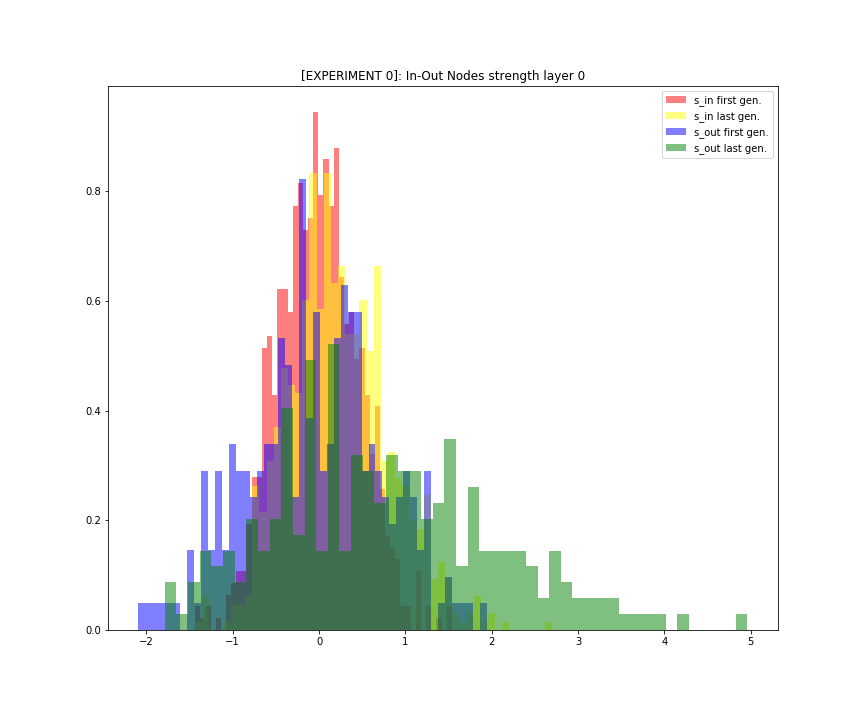 [EXPERIMENT 0]: In-Out Nodes strength layer 0
s_in first gen.
s_in last gen.
s_out first gen.
s_out last gen.
0.8
0.6
0.4
0.2
0.0
−2 −1 0 1 2 3 4 5